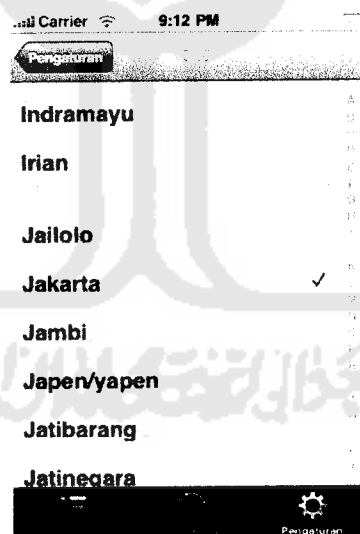 Carrier 9:12 PM
Pengaturan
Indramayu
Irian
Jailolo
Jakarta ✓
Jambi
Japen/yapen
Jatibarang
Jatinegara
Pengaturan